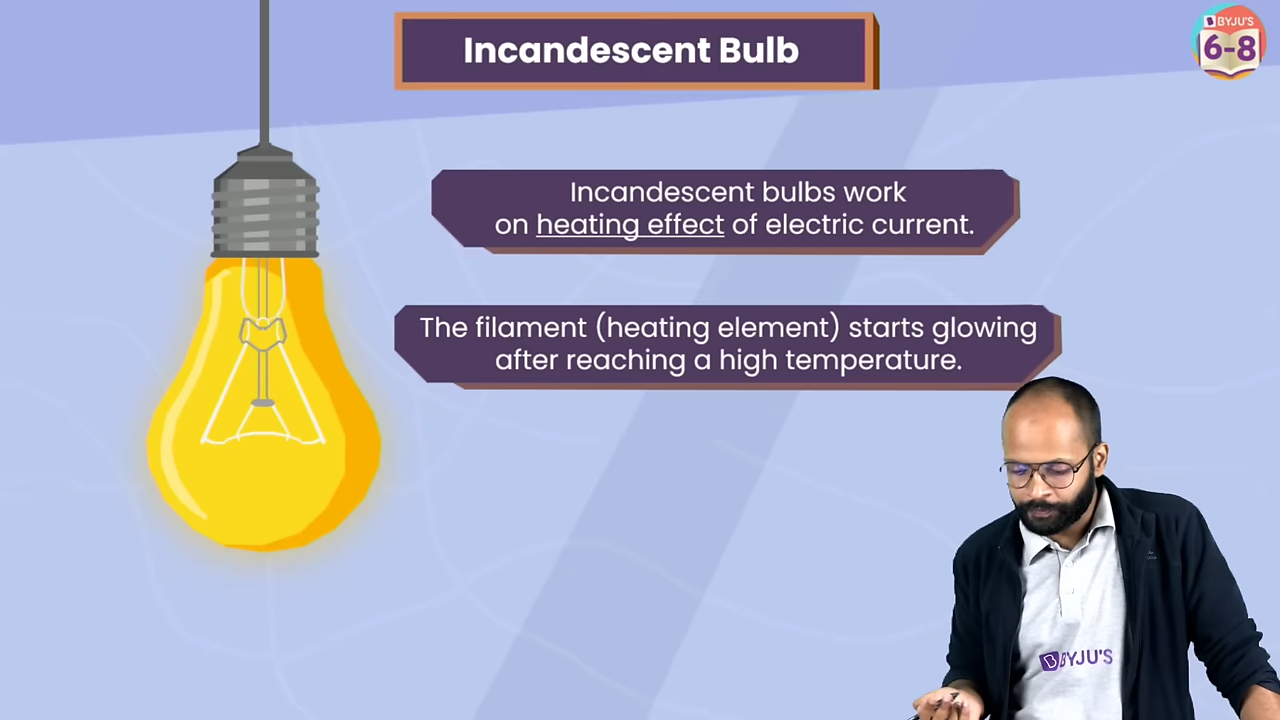 Incandescent Bulb
BYJU'S
6-8
Incandescent bulbs work
on heating effect of electric current.
The filament (heating element) starts glowing
after reaching a high temperature.
BYJU'S